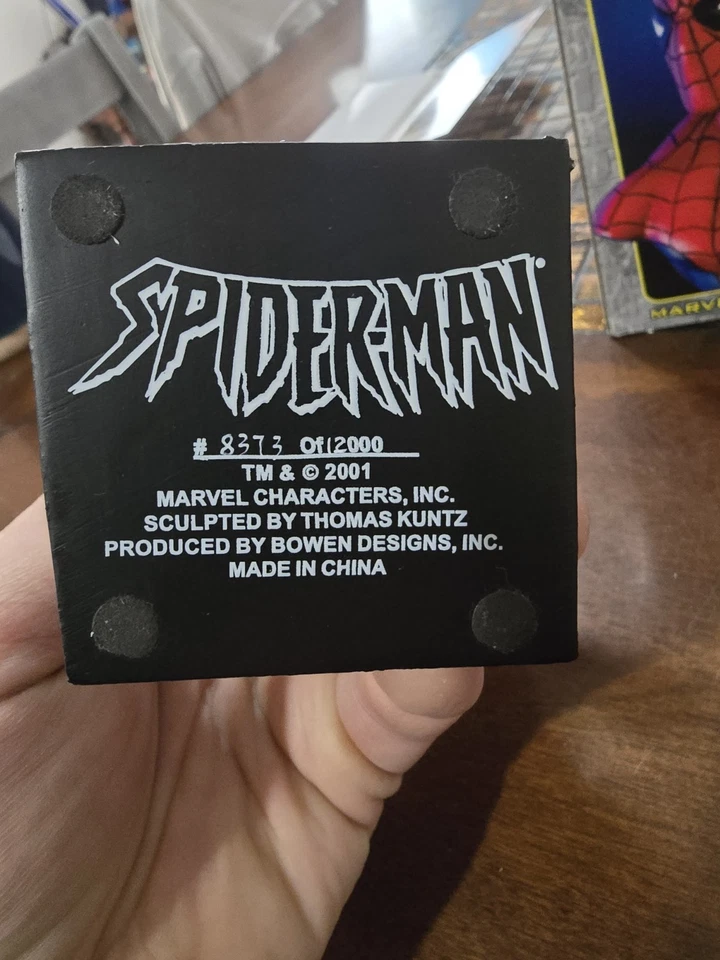 SPIDER-MAN®
# 8373 Of 12000
TM & © 2001
MARVEL CHARACTERS, INC.
SCULPTED BY THOMAS KUNTZ
PRODUCED BY BOWEN DESIGNS, INC.
MADE IN CHINA
MARV